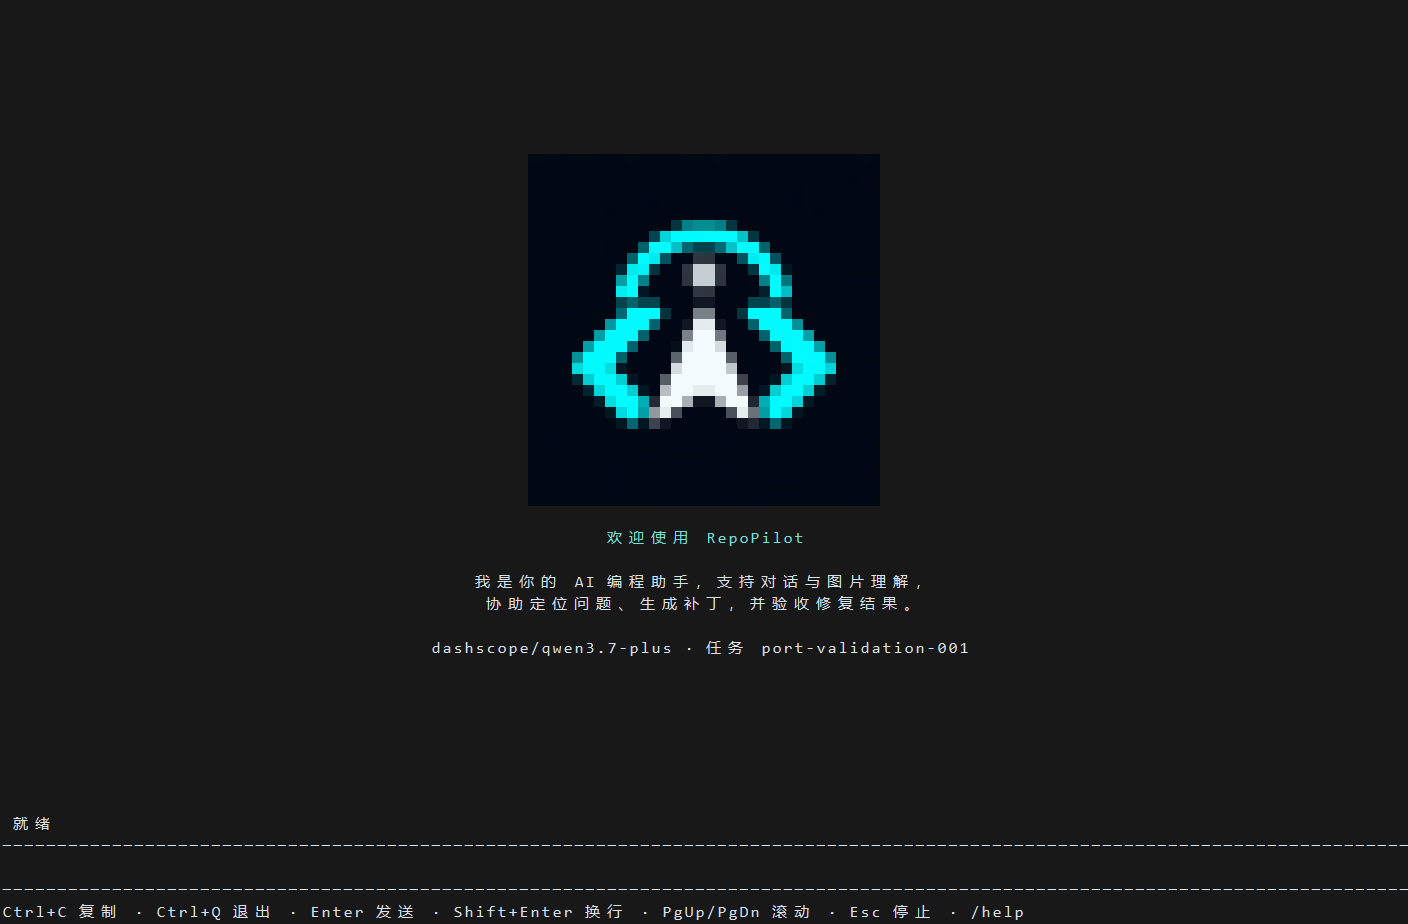 欢迎使用 RepoPilot
我是你的 AI 编程助手，支持对话与图片理解，
协助定位问题、生成补丁，并验收修复结果。
dashscope/qwen3.7-plus · 任务 port-validation-001
就绪
Ctrl+C 复制 · Ctrl+Q 退出 · Enter 发送 · Shift+Enter 换行 · PgUp/PgDn 滚动 · Esc 停止 · /help